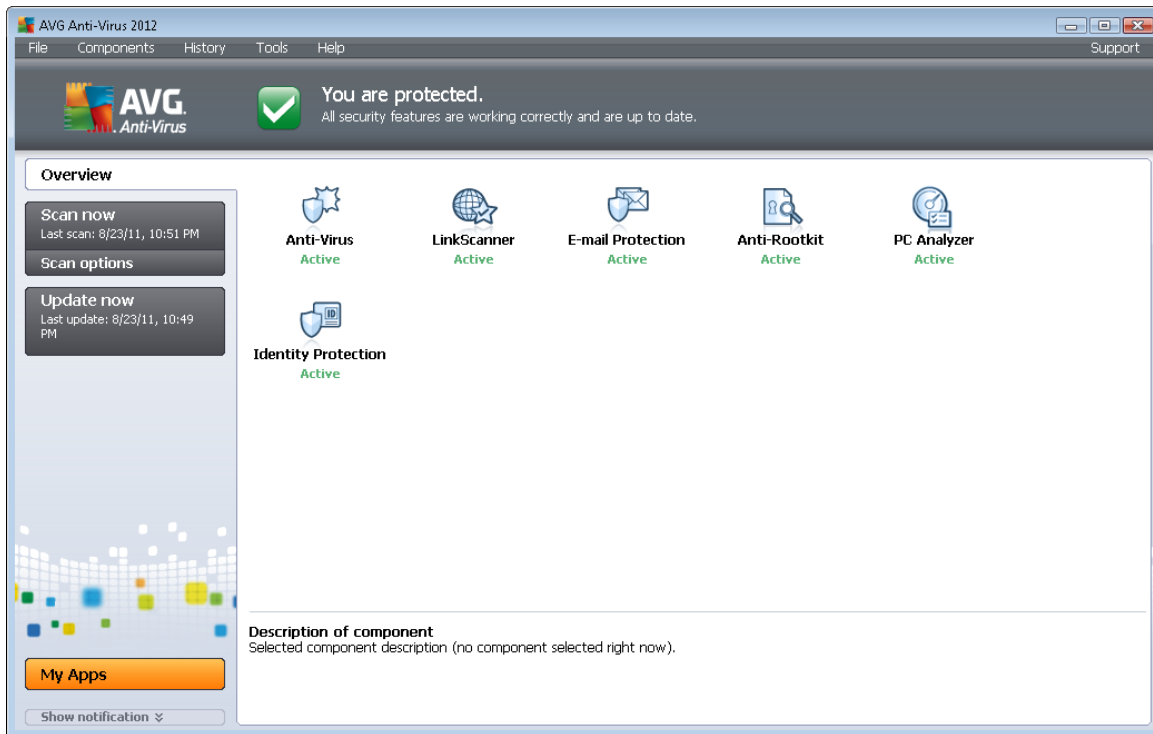 AVG Anti-Virus 2012
File Components History Tools Help Support
AVG.
Anti-Virus
You are protected.
All security features are working correctly and are up to date.
Overview
Scan now
Last scan: 8/23/11, 10:51 PM
Scan options
Update now
Last update: 8/23/11, 10:49
PM
Anti-Virus
Active
LinkScanner
Active
E-mail Protection
Active
Anti-Rootkit
Active
PC Analyzer
Active
ID
Identity Protection
Active
Description of component
Selected component description (no component selected right now).
My Apps
Show notification